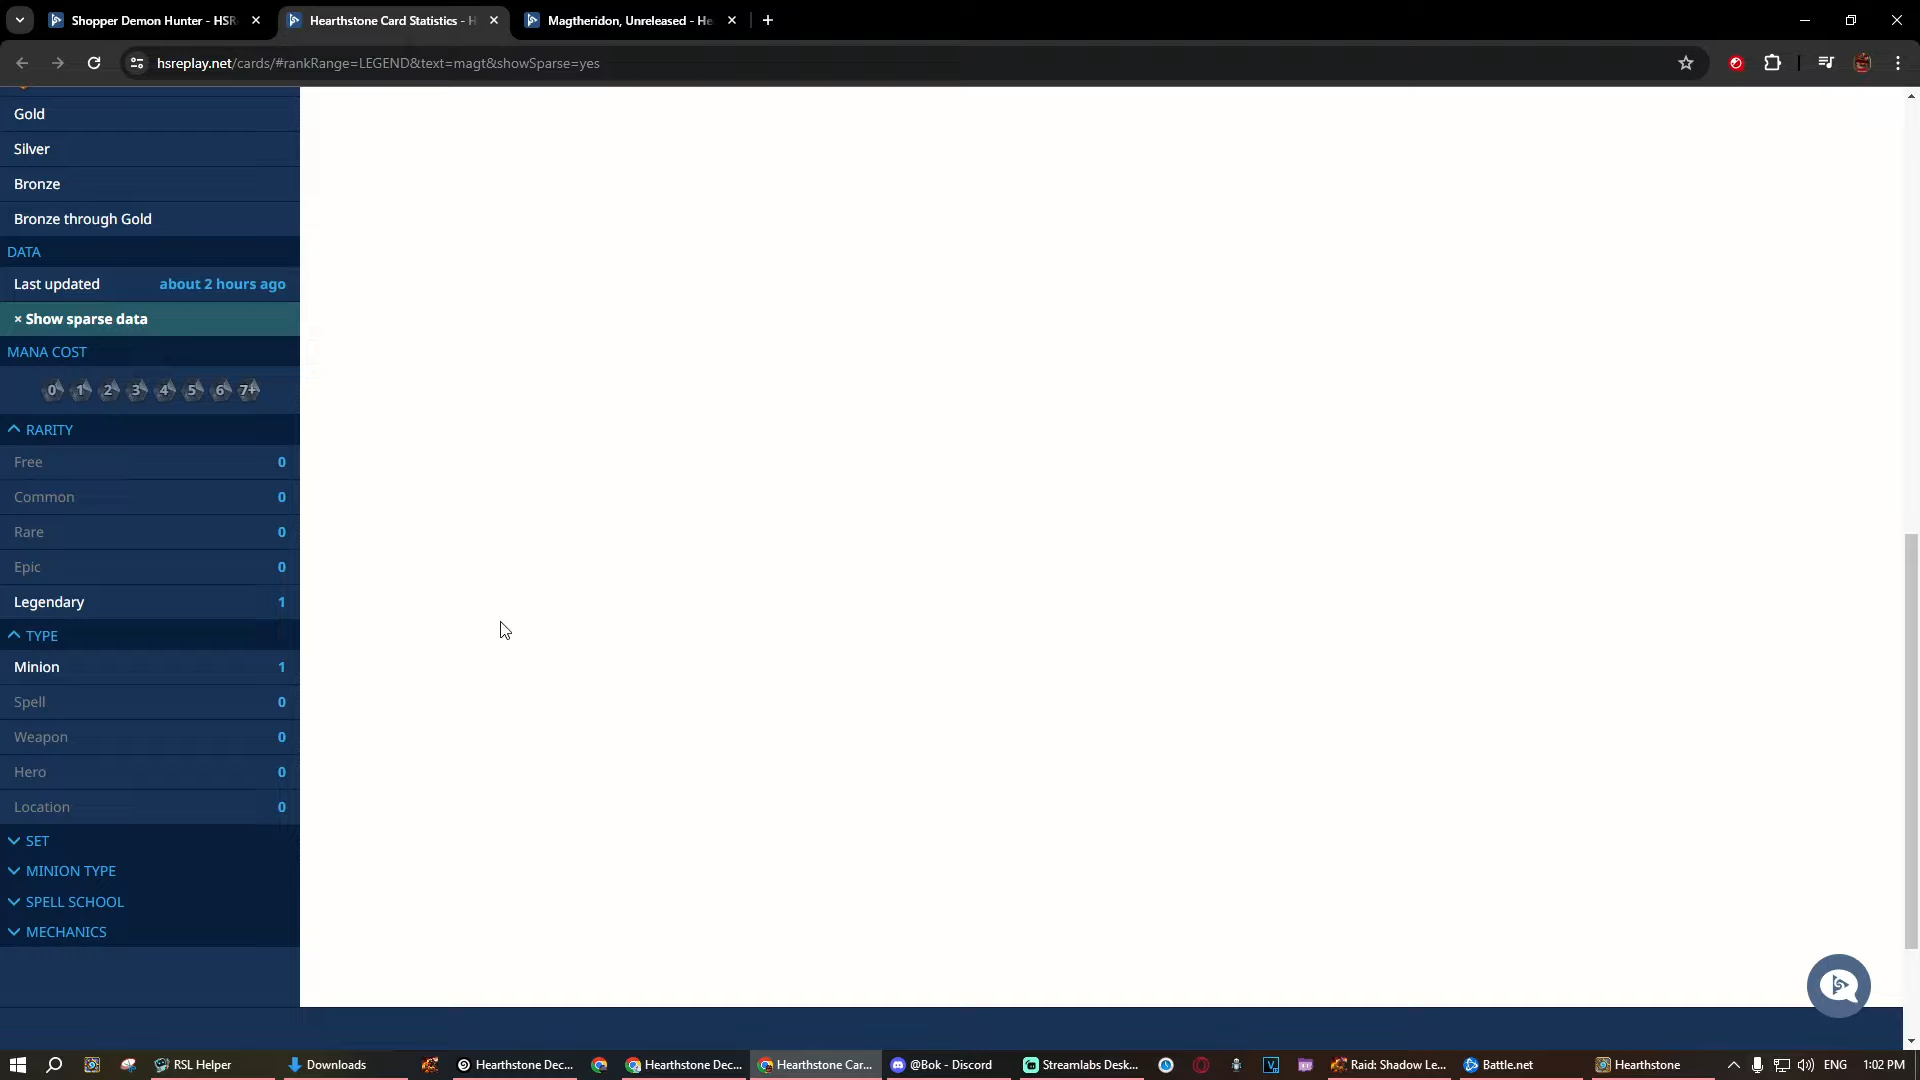 Shopper Demon Hunter - HSR
Hearthstone Card Statistics - H
Magtheridon, Unreleased - He
hsreplay.net/cards/#rankRange=LEGEND&text=magt&showSparse=yes
Gold
Silver
Bronze
Bronze through Gold
DATA
Last updated about 2 hours ago
× Show sparse data
MANA COST
0 1 2 3 4 5 6 7+
RARITY
Free 0
Common 0
Rare 0
Epic 0
Legendary 1
TYPE
Minion 1
Spell 0
Weapon 0
Hero 0
Location 0
SET
MINION TYPE
SPELL SCHOOL
MECHANICS
RSL Helper Downloads Hearthstone Dec... Hearthstone Dec... Hearthstone Car... @Bok - Discord Streamlabs Desk... Raid: Shadow Le... Battle.net Hearthstone ENG 1:02 PM